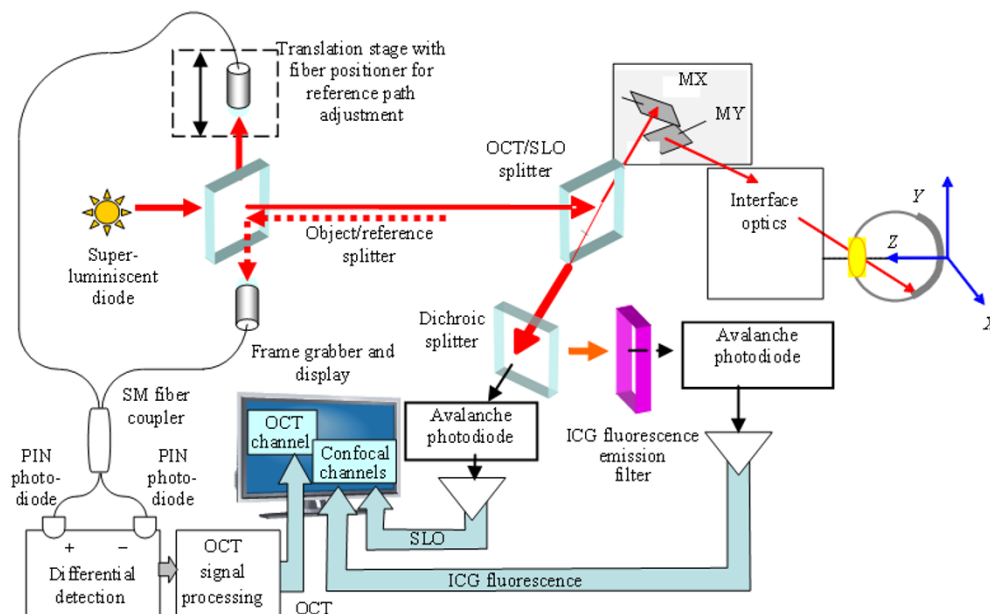 Translation stage with
fiber positioner for
reference path
adjustment
MX
MY
OCT/SLO
splitter
Interface
optics
Y
Z
X
Super-
luminiscent
diode
Object/reference
splitter
Dichroic
splitter
Avalanche
photodiode
Frame grabber and
display
SM fiber
coupler
OCT
channel
Confocal
channels
Avalanche
photodiode
ICG fluorescence
emission
filter
PIN
photo-
diode
PIN
photo-
diode
+ −
Differential
detection
OCT
signal
processing
SLO
ICG fluorescence
OCT